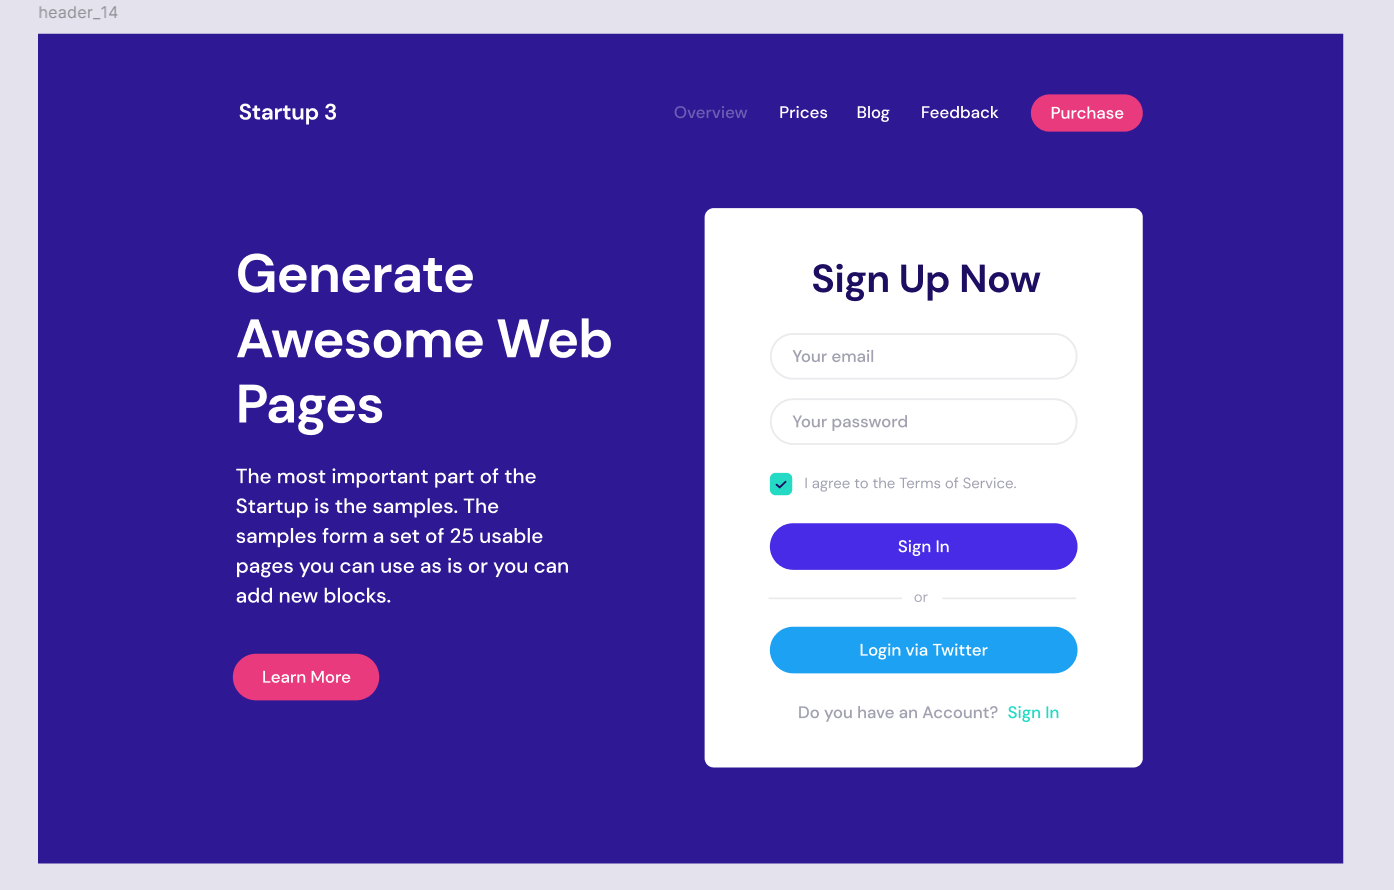 header_14
Startup 3
Overview
Prices
Blog
Feedback
Purchase
Generate
Awesome Web
Pages
The most important part of the
Startup is the samples. The
samples form a set of 25 usable
pages you can use as is or you can
add new blocks.
Learn More
Sign Up Now
Your email
Your password
I agree to the Terms of Service.
Sign In
or
Login via Twitter
Do you have an Account? Sign In